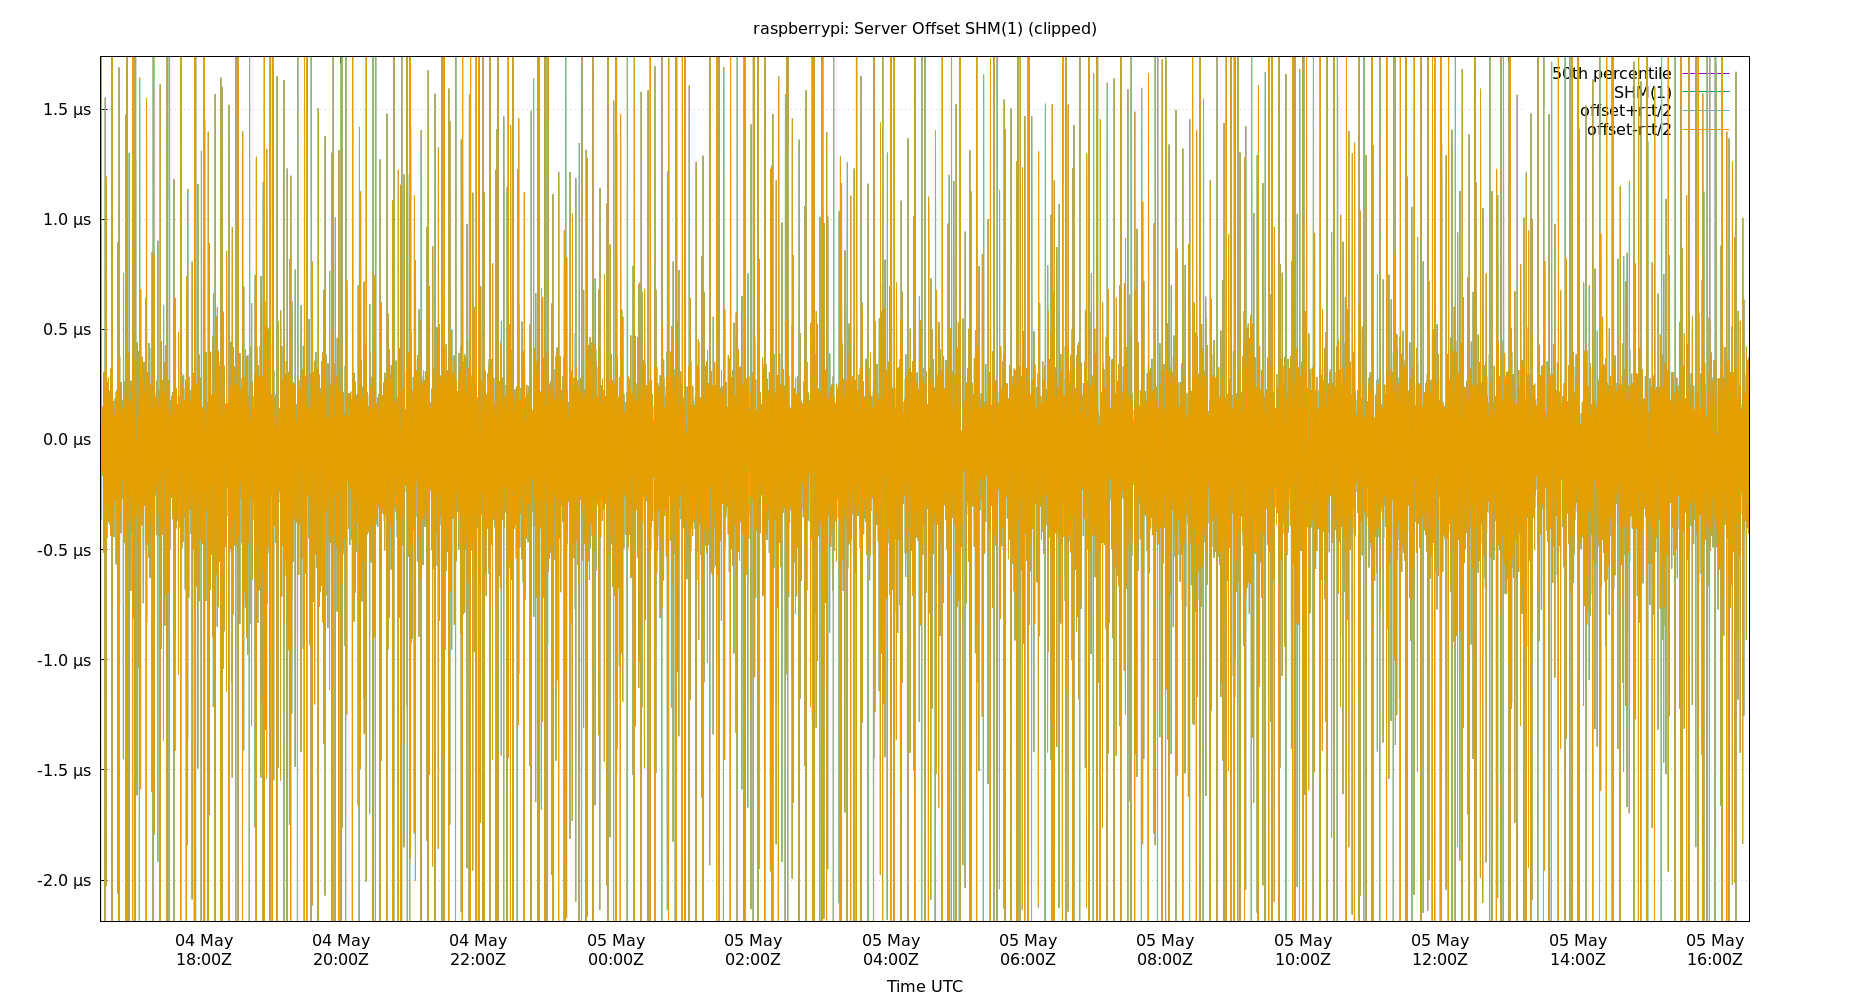 raspberrypi: Server Offset SHM(1) (clipped)
50th percentile
SHM(1)
offset+rtt/2
offset-rtt/2
1.5 µs
1.0 µs
0.5 µs
0.0 µs
-0.5 µs
-1.0 µs
-1.5 µs
-2.0 µs
04 May 04 May 04 May 05 May 05 May 05 May 05 May 05 May 05 May 05 May 05 May 05 May
18:00Z 20:00Z 22:00Z 00:00Z 02:00Z 04:00Z 06:00Z 08:00Z 10:00Z 12:00Z 14:00Z 16:00Z
Time UTC